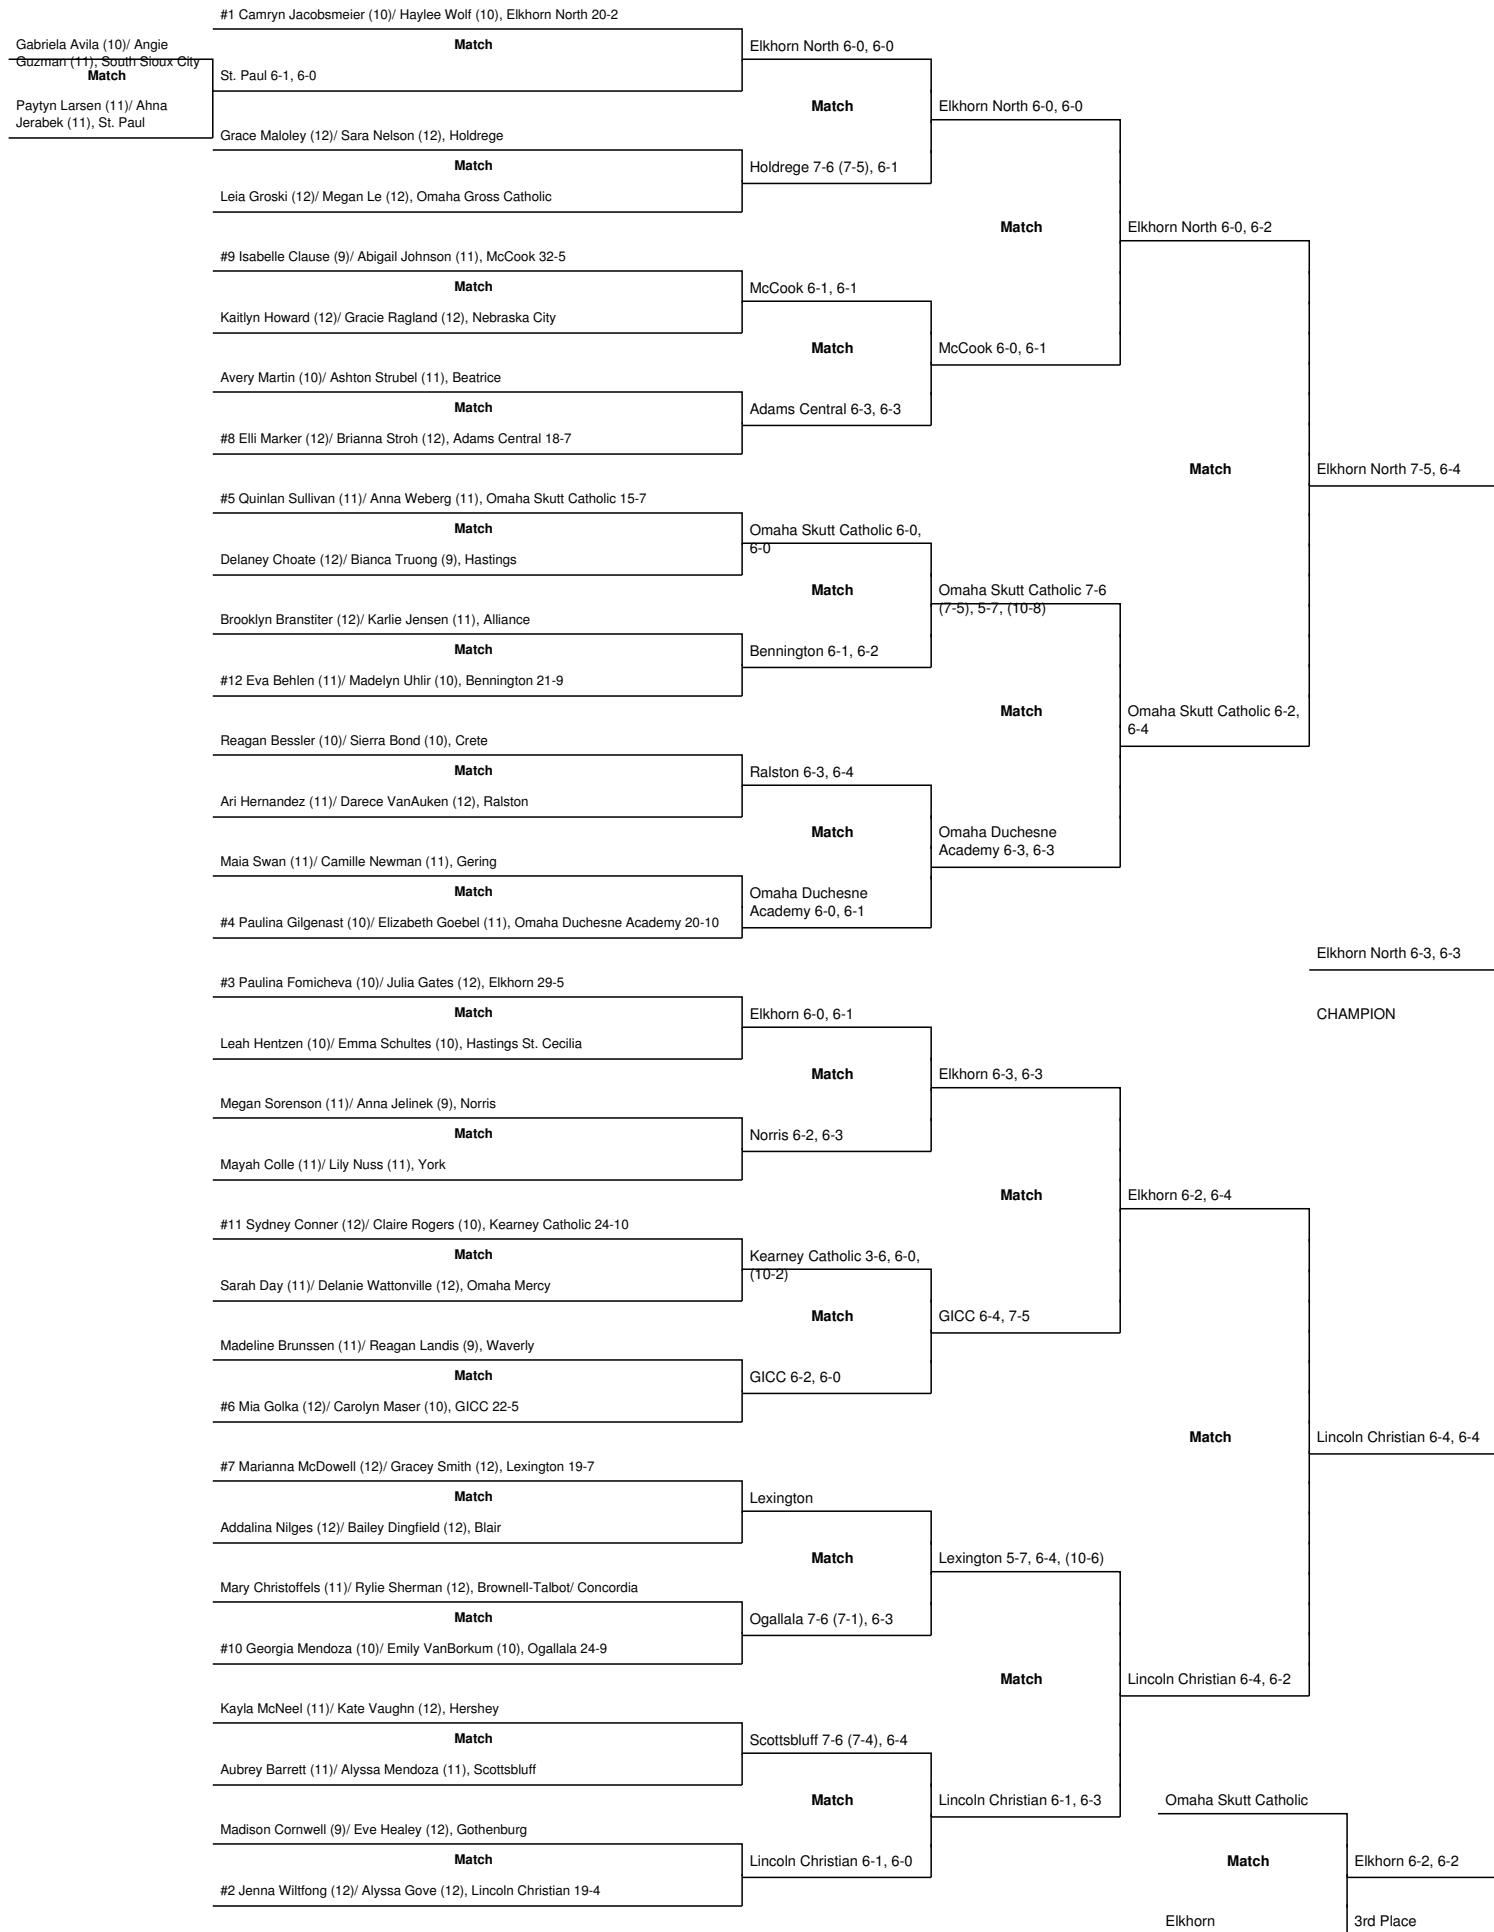 #1 Camryn Jacobsmeier (10)/ Haylee Wolf (10), Elkhorn North 20-2
Gabriela Avila (10)/ Angie
Guzman (11), South Sioux City
Match
Elkhorn North 6-0, 6-0
Match
St. Paul 6-1, 6-0
Paytyn Larsen (11)/ Ahna
Jerabek (11), St. Paul
Match
Elkhorn North 6-0, 6-0
Grace Maloley (12)/ Sara Nelson (12), Holdrege
Match
Holdrege 7-6 (7-5), 6-1
Leia Groski (12)/ Megan Le (12), Omaha Gross Catholic
Match
Elkhorn North 6-0, 6-2
#9 Isabelle Clause (9)/ Abigail Johnson (11), McCook 32-5
Match
McCook 6-1, 6-1
Kaitlyn Howard (12)/ Gracie Ragland (12), Nebraska City
Match
McCook 6-0, 6-1
Avery Martin (10)/ Ashton Strubel (11), Beatrice
Match
Adams Central 6-3, 6-3
#8 Elli Marker (12)/ Brianna Stroh (12), Adams Central 18-7
Match
Elkhorn North 7-5, 6-4
#5 Quinlan Sullivan (11)/ Anna Weberg (11), Omaha Skutt Catholic 15-7
Match
Omaha Skutt Catholic 6-0,
6-0
Delaney Choate (12)/ Bianca Truong (9), Hastings
Match
Omaha Skutt Catholic 7-6
(7-5), 5-7, (10-8)
Brooklyn Branstiter (12)/ Karlie Jensen (11), Alliance
Match
Bennington 6-1, 6-2
#12 Eva Behlen (11)/ Madelyn Uhlir (10), Bennington 21-9
Match
Omaha Skutt Catholic 6-2,
6-4
Reagan Bessler (10)/ Sierra Bond (10), Crete
Match
Ralston 6-3, 6-4
Ari Hernandez (11)/ Darece VanAuken (12), Ralston
Match
Omaha Duchesne
Academy 6-3, 6-3
Maia Swan (11)/ Camille Newman (11), Gering
Match
Omaha Duchesne
Academy 6-0, 6-1
#4 Paulina Gilgenast (10)/ Elizabeth Goebel (11), Omaha Duchesne Academy 20-10
Elkhorn North 6-3, 6-3
#3 Paulina Fomicheva (10)/ Julia Gates (12), Elkhorn 29-5
Match
Elkhorn 6-0, 6-1
CHAMPION
Leah Hentzen (10)/ Emma Schultes (10), Hastings St. Cecilia
Match
Elkhorn 6-3, 6-3
Megan Sorenson (11)/ Anna Jelinek (9), Norris
Match
Norris 6-2, 6-3
Mayah Colle (11)/ Lily Nuss (11), York
Match
Elkhorn 6-2, 6-4
#11 Sydney Conner (12)/ Claire Rogers (10), Kearney Catholic 24-10
Match
Kearney Catholic 3-6, 6-0,
(10-2)
Sarah Day (11)/ Delanie Wattonville (12), Omaha Mercy
Match
GICC 6-4, 7-5
Madeline Brunssen (11)/ Reagan Landis (9), Waverly
Match
GICC 6-2, 6-0
#6 Mia Golka (12)/ Carolyn Maser (10), GICC 22-5
Match
Lincoln Christian 6-4, 6-4
#7 Marianna McDowell (12)/ Gracey Smith (12), Lexington 19-7
Match
Lexington
Addalina Nilges (12)/ Bailey Dingfield (12), Blair
Match
Lexington 5-7, 6-4, (10-6)
Mary Christoffels (11)/ Rylie Sherman (12), Brownell-Talbot/ Concordia
Match
Ogallala 7-6 (7-1), 6-3
#10 Georgia Mendoza (10)/ Emily VanBorkum (10), Ogallala 24-9
Match
Lincoln Christian 6-4, 6-2
Kayla McNeel (11)/ Kate Vaughn (12), Hershey
Match
Scottsbluff 7-6 (7-4), 6-4
Aubrey Barrett (11)/ Alyssa Mendoza (11), Scottsbluff
Match
Lincoln Christian 6-1, 6-3
Omaha Skutt Catholic
Madison Cornwell (9)/ Eve Healey (12), Gothenburg
Match
Lincoln Christian 6-1, 6-0
Match
Elkhorn 6-2, 6-2
#2 Jenna Wiltfong (12)/ Alyssa Gove (12), Lincoln Christian 19-4
Elkhorn
3rd Place